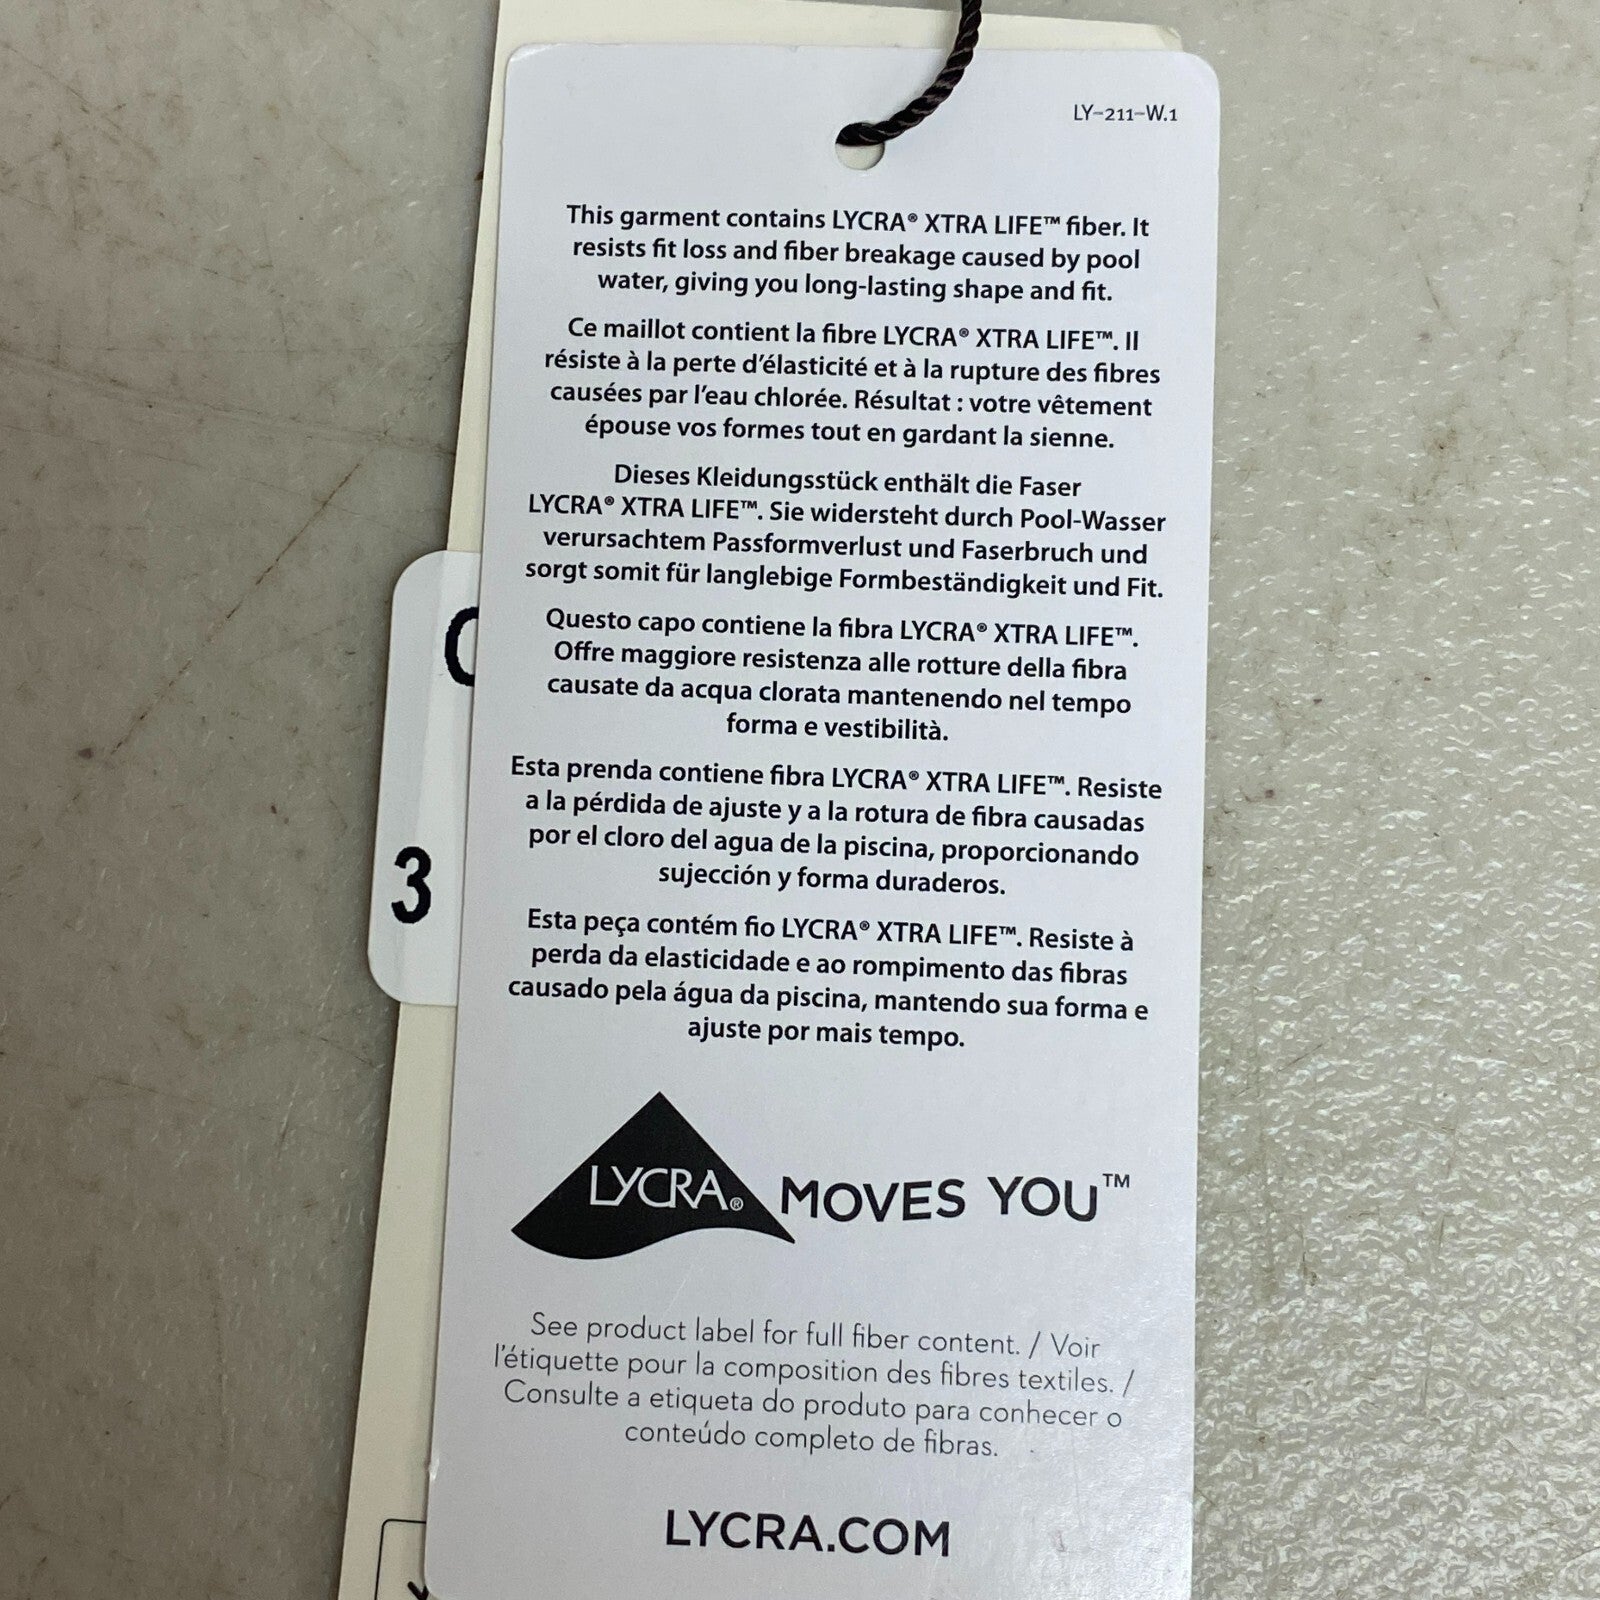 LY-211-W.1
This garment contains LYCRA® XTRA LIFE™ fiber. It
resists fit loss and fiber breakage caused by pool
water, giving you long-lasting shape and fit.
Ce maillot contient la fibre LYCRA® XTRA LIFE™. Il
résiste à la perte d'élasticité et à la rupture des fibres
causées par l'eau chlorée. Résultat : votre vêtement
épouse vos formes tout en gardant la sienne.
Dieses Kleidungsstück enthält die Faser
LYCRA® XTRA LIFE™. Sie widersteht durch Pool-Wasser
verursachtem Passformverlust und Faserbruch und
sorgt somit für langlebige Formbeständigkeit und Fit.
Questo capo contiene la fibra LYCRA® XTRA LIFE™.
Offre maggiore resistenza alle rotture della fibra
causate da acqua clorata mantenendo nel tempo
forma e vestibilità.
Esta prenda contiene fibra LYCRA® XTRA LIFE™. Resiste
a la pérdida de ajuste y a la rotura de fibra causadas
por el cloro del agua de la piscina, proporcionando
sujección y forma duraderos.
Esta peça contém fio LYCRA® XTRA LIFE™. Resiste à
perda da elasticidade e ao rompimento das fibras
causado pela água da piscina, mantendo sua forma e
ajuste por mais tempo.
LYCRA® MOVES YOU™
See product label for full fiber content. / Voir
l'étiquette pour la composition des fibres textiles. /
Consulte a etiqueta do produto para conhecer o
conteúdo completo de fibras.
LYCRA.COM
3